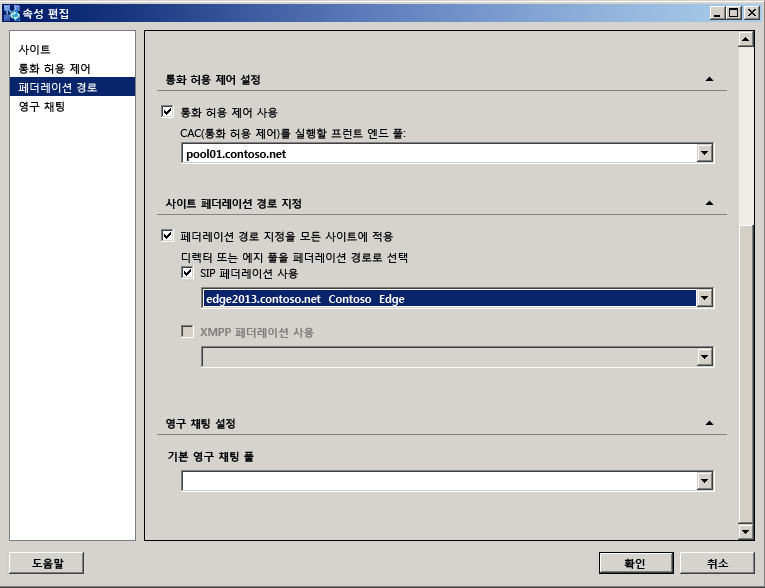 속성 편집
사이트
통화 허용 제어
페더레이션 경로
영구 채팅
통화 허용 제어 설정
통화 허용 제어 사용
CAC(통화 허용 제어)를 실행할 프런트 엔드 풀:
pool01.contoso.net
사이트 페더레이션 경로 지정
페더레이션 경로 지정을 모든 사이트에 적용
디렉터 또는 에지 풀을 페더레이션 경로로 선택
SIP 페더레이션 사용
edge2013.contoso.net Contoso Edge
XMPP 페더레이션 사용
영구 채팅 설정
기본 영구 채팅 풀
도움말 확인 취소